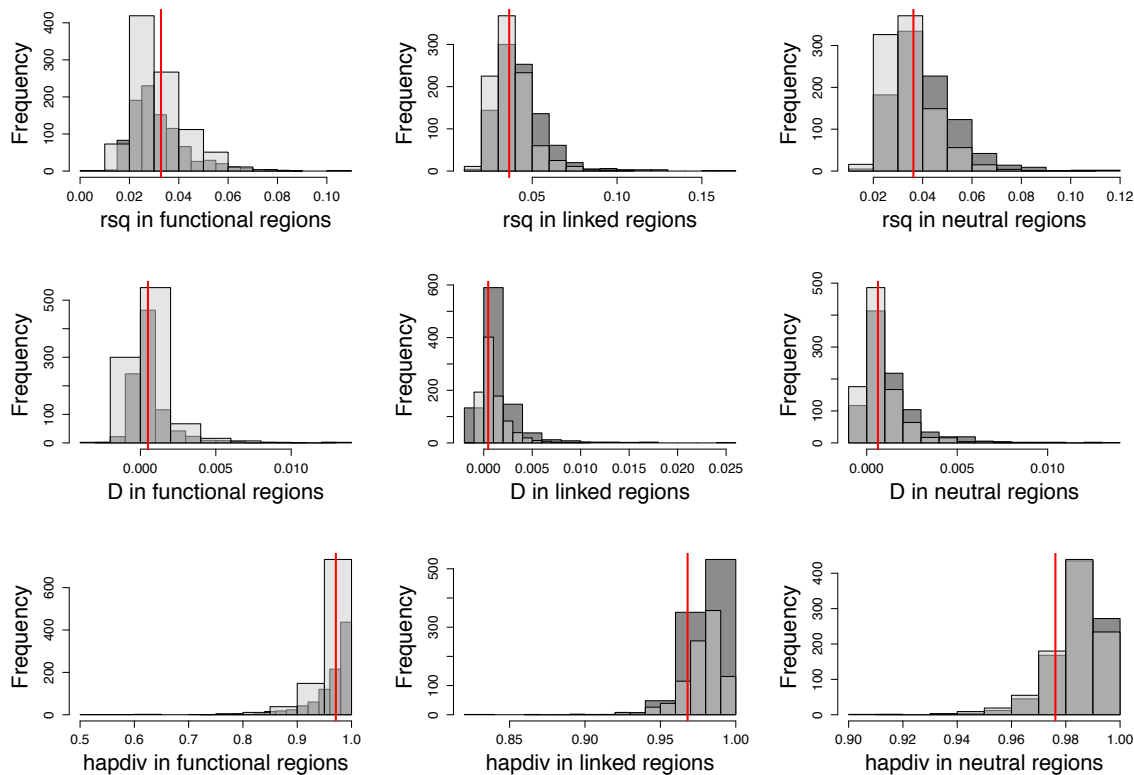 Frequency
0 100 200 300 400
0.00 0.02 0.04 0.06 0.08 0.10
rsq in functional regions
Frequency
0 100 200 300
0.05 0.10 0.15
rsq in linked regions
Frequency
0 100 200 300
0.02 0.04 0.06 0.08 0.10 0.12
rsq in neutral regions
Frequency
0 100 300 500
0.000 0.005 0.010
D in functional regions
Frequency
0 200 400 600
0.000 0.005 0.010 0.015 0.020 0.025
D in linked regions
Frequency
0 100 300 500
0.000 0.005 0.010
D in neutral regions
Frequency
0 200 400 600
0.5 0.6 0.7 0.8 0.9 1.0
hapdiv in functional regions
Frequency
0 100 300 500
0.85 0.90 0.95 1.00
hapdiv in linked regions
Frequency
0 100 200 300 400
0.90 0.92 0.94 0.96 0.98 1.00
hapdiv in neutral regions